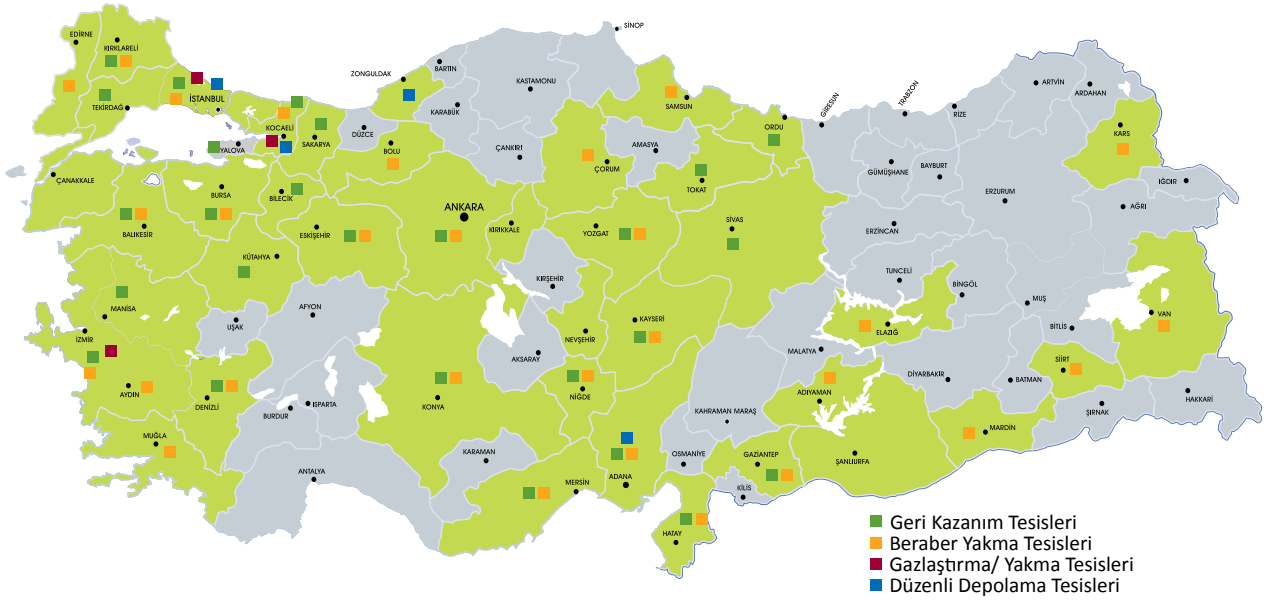 SİNOP
EDİRNE
KIRKLARELİ
BARTIN
ZONGULDAK
KASTAMONU
ARTVİN
ARDAHAN
TEKİRDAĞ
İSTANBUL
KARABÜK
SAMSUN
GİRESUN
TRABZON
RİZE
KOCAELİ
SAKARYA
DÜZCE
ORDU
KARS
YALOVA
BOLU
ÇANKIRI
AMASYA
ÇORUM
GÜMÜŞHANE
BAYBURT
ÇANAKKALE
BURSA
BİLECİK
TOKAT
ERZURUM
IĞDIR
ANKARA
AĞRI
BALIKESİR
ESKİŞEHİR
KIRIKKALE
YOZGAT
SİVAS
ERZİNCAN
KÜTAHYA
KIRŞEHİR
TUNCELİ
BİNGÖL
MANİSA
AFYON
UŞAK
KAYSERİ
MUŞ
VAN
İZMİR
NEVŞEHİR
ELAZIĞ
BİTLİS
AKSARAY
MALATYA
SİİRT
AYDIN
DENİZLİ
KONYA
NİĞDE
ADIYAMAN
DİYARBAKİR
BATMAN
HAKKARİ
BURDUR
ISPARTA
KAHRAMAN MARAŞ
ŞIRNAK
MUĞLA
MARDİN
ANTALYA
KARAMAN
OSMANİYE
GAZİANTEP
ŞANLIURFA
MERSİN
ADANA
KİLİS
HATAY
Geri Kazanım Tesisleri
Beraber Yakma Tesisleri
Gazlaştırma/ Yakma Tesisleri
Düzenli Depolama Tesisleri